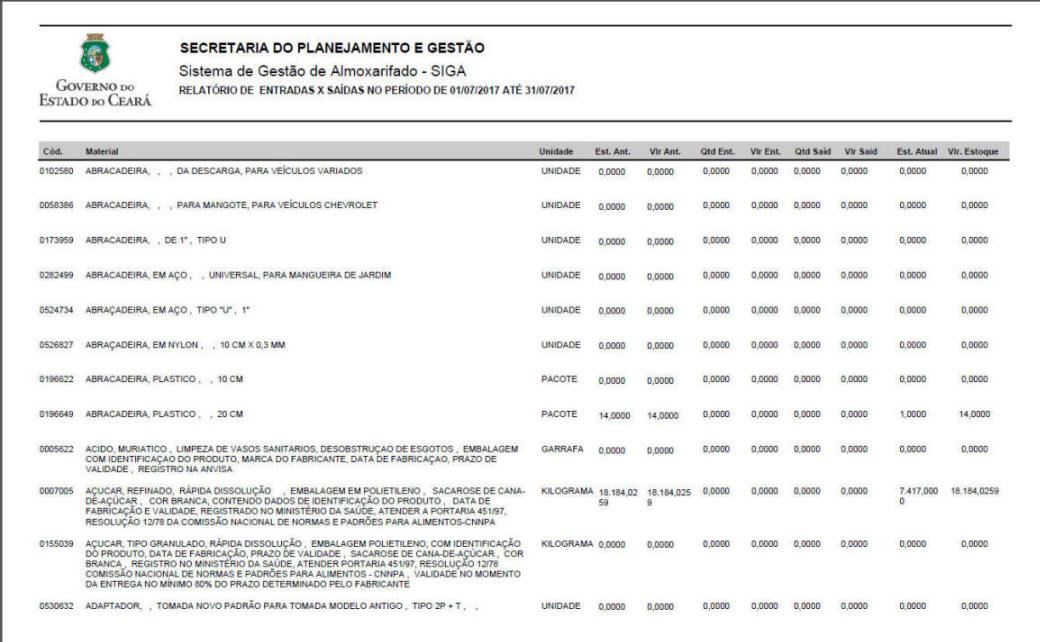 SECRETARIA DO PLANEJAMENTO E GESTÃO
Sistema de Gestão de Almoxarifado - SIGA
RELATÓRIO DE ENTRADAS X SAÍDAS NO PERÍODO DE 01/07/2017 ATÉ 31/07/2017
GOVERNO DO
ESTADO DO CEARÁ
Cód. Material Unidade Est. Ant. Vlr Ant. Qtd Ent. Vlr Ent. Qtd Said Vlr Said Est. Atual Vlr. Estoque
0102580 ABRACADEIRA, , , DA DESCARGA, PARA VEÍCULOS VARIADOS UNIDADE 0,0000 0,0000 0,0000 0,0000 0,0000 0,0000 0,0000 0,0000
0058386 ABRACADEIRA, , , PARA MANGOTE, PARA VEÍCULOS CHEVROLET UNIDADE 0,0000 0,0000 0,0000 0,0000 0,0000 0,0000 0,0000 0,0000
0173959 ABRACADEIRA, , DE 1" , TIPO U UNIDADE 0,0000 0,0000 0,0000 0,0000 0,0000 0,0000 0,0000 0,0000
0282499 ABRACADEIRA, EM AÇO , , UNIVERSAL, PARA MANGUEIRA DE JARDIM UNIDADE 0,0000 0,0000 0,0000 0,0000 0,0000 0,0000 0,0000 0,0000
0524734 ABRAÇADEIRA, EM AÇO , TIPO "U" , 1" UNIDADE 0,0000 0,0000 0,0000 0,0000 0,0000 0,0000 0,0000 0,0000
0526827 ABRAÇADEIRA, EM NYLON , , 10 CM X 0,3 MM UNIDADE 0,0000 0,0000 0,0000 0,0000 0,0000 0,0000 0,0000 0,0000
0196622 ABRACADEIRA, PLASTICO , , 10 CM PACOTE 0,0000 0,0000 0,0000 0,0000 0,0000 0,0000 0,0000 0,0000
0196649 ABRACADEIRA, PLASTICO , , 20 CM PACOTE 14,0000 14,0000 0,0000 0,0000 0,0000 0,0000 1,0000 14,0000
0005622 ACIDO, MURIATICO , LIMPEZA DE VASOS SANITARIOS, DESOBSTRUÇAO DE ESGOTOS , EMBALAGEM GARRAFA 0,0000 0,0000 0,0000 0,0000 0,0000 0,0000 0,0000 0,0000
COM IDENTIFICAÇAO DO PRODUTO, MARCA DO FABRICANTE, DATA DE FABRICAÇAO, PRAZO DE
VALIDADE , REGISTRO NA ANVISA
0007005 AÇUCAR, REFINADO, RÁPIDA DISSOLUÇÃO , EMBALAGEM EM POLIETILENO , SACAROSE DE CANA- KILOGRAMA 18.184,02 18.184,025 0,0000 0,0000 0,0000 0,0000 7.417,000 18.184,0259
DE-AÇÚCAR , COR BRANCA, CONTENDO DADOS DE IDENTIFICAÇÃO DO PRODUTO , DATA DE 59 9 0
FABRICAÇÃO E VALIDADE, REGISTRADO NO MINISTÉRIO DA SAÚDE, ATENDER A PORTARIA 451/97,
RESOLUÇÃO 12/78 DA COMISSÃO NACIONAL DE NORMAS E PADRÕES PARA ALIMENTOS-CNNPA
0155039 AÇUCAR, TIPO GRANULADO, RÁPIDA DISSOLUÇÃO , EMBALAGEM POLIETILENO, COM IDENTIFICAÇÃO KILOGRAMA 0,0000 0,0000 0,0000 0,0000 0,0000 0,0000 0,0000 0,0000
DO PRODUTO, DATA DE FABRICAÇÃO, PRAZO DE VALIDADE , SACAROSE DE CANA-DE-AÇÚCAR , COR
BRANCA , REGISTRO NO MINISTÉRIO DA SAÚDE, ATENDER PORTARIA 451/97, RESOLUÇÃO 12/78
COMISSÃO NACIONAL DE NORMAS E PADRÕES PARA ALIMENTOS - CNNPA , VALIDADE NO MOMENTO
DA ENTREGA NO MÍNIMO 80% DO PRAZO DETERMINADO PELO FABRICANTE
0530632 ADAPTADOR, , TOMADA NOVO PADRÃO PARA TOMADA MODELO ANTIGO , TIPO 2P + T , , UNIDADE 0,0000 0,0000 0,0000 0,0000 0,0000 0,0000 0,0000 0,0000